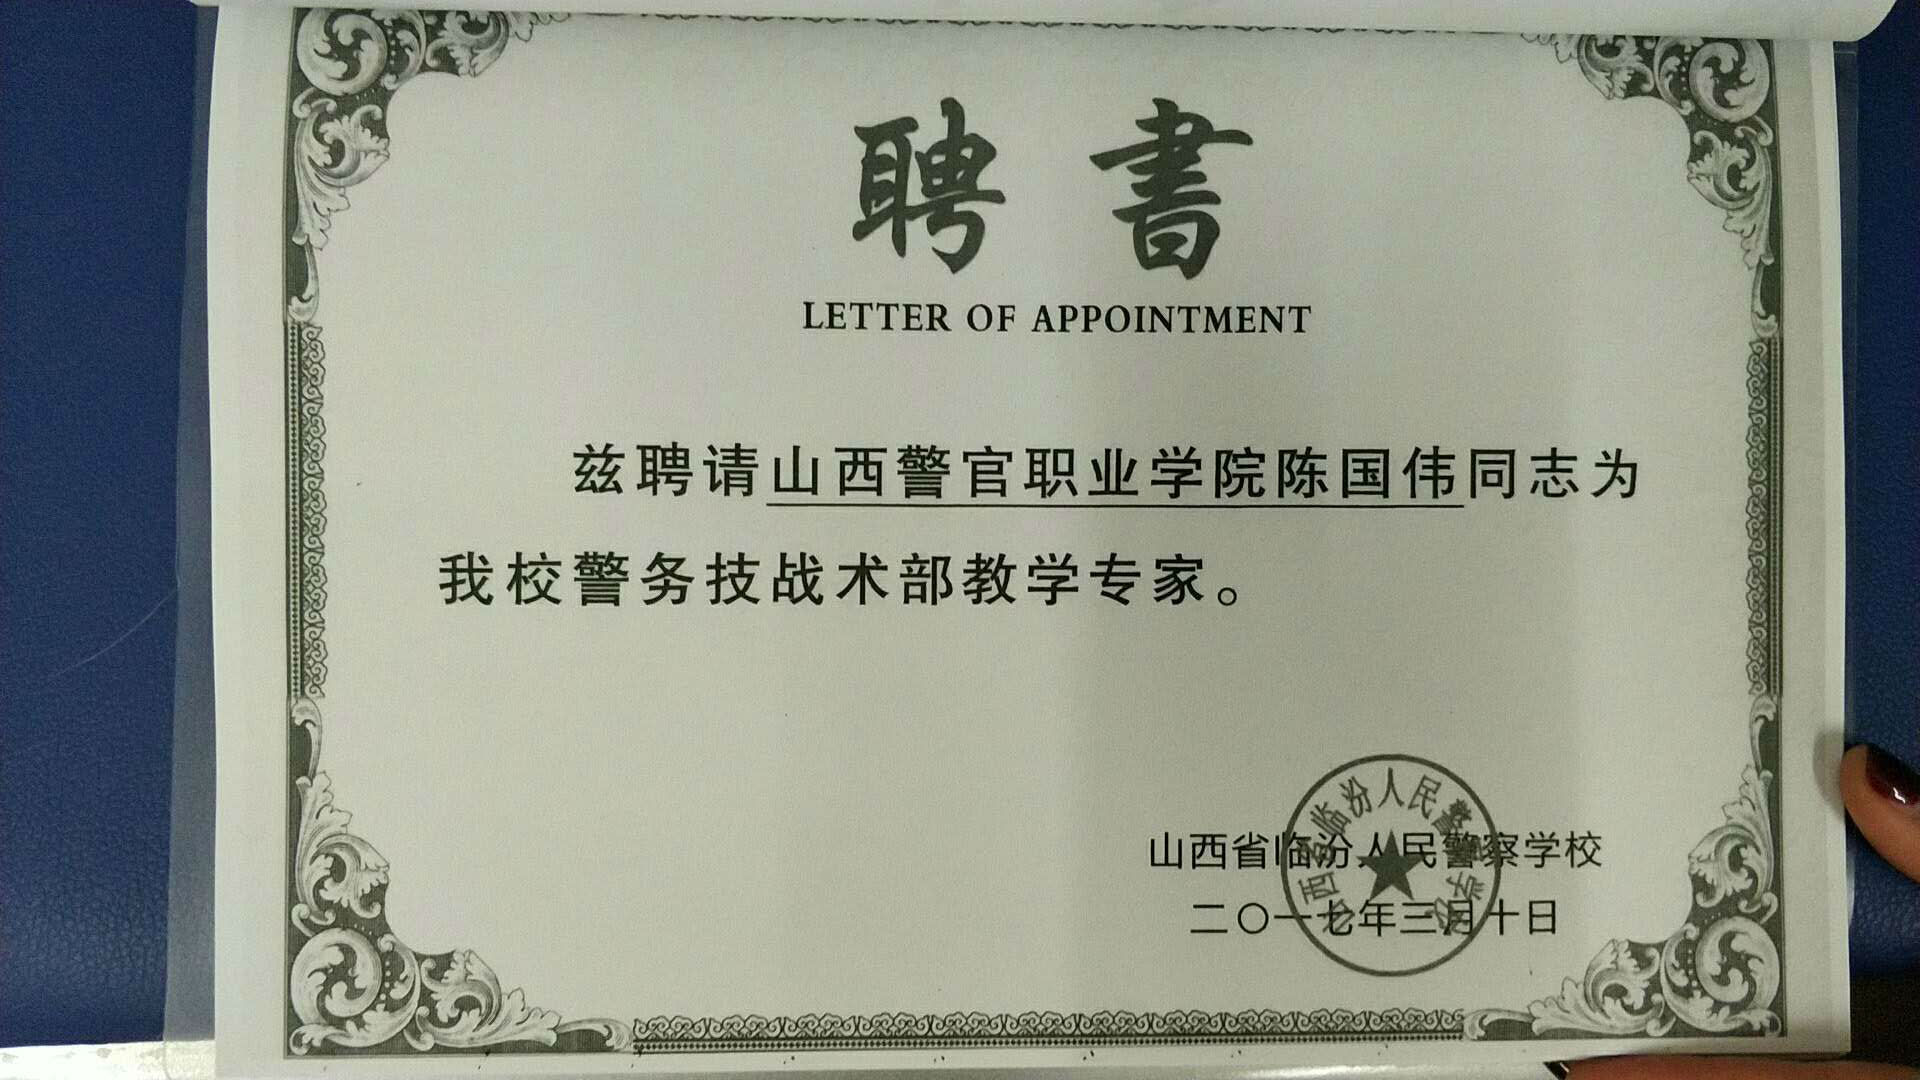 聘書
LETTER OF APPOINTMENT
兹聘请山西警官职业学院陈国伟同志为
我校警务技战术部教学专家。
山西省临汾人民警察学校
二〇一七年三月十日